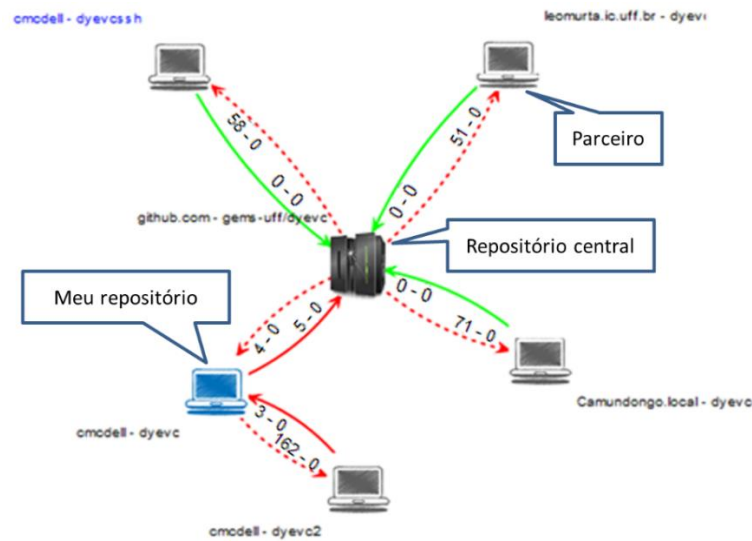 cmcdell - dyevcssh
leomurta.ic.uff.br - dyev
58 - 0
0 - 0
51 - 0
0 - 0
Parceiro
github.com - gems-uff/dyevc
Repositório central
Meu repositório
4 - 0
5 - 0
0 - 0
71 - 0
Camundongo.local - dyevc
cmcdell - dyevc
3 - 0
162 - 0
cmcdell - dyevc2